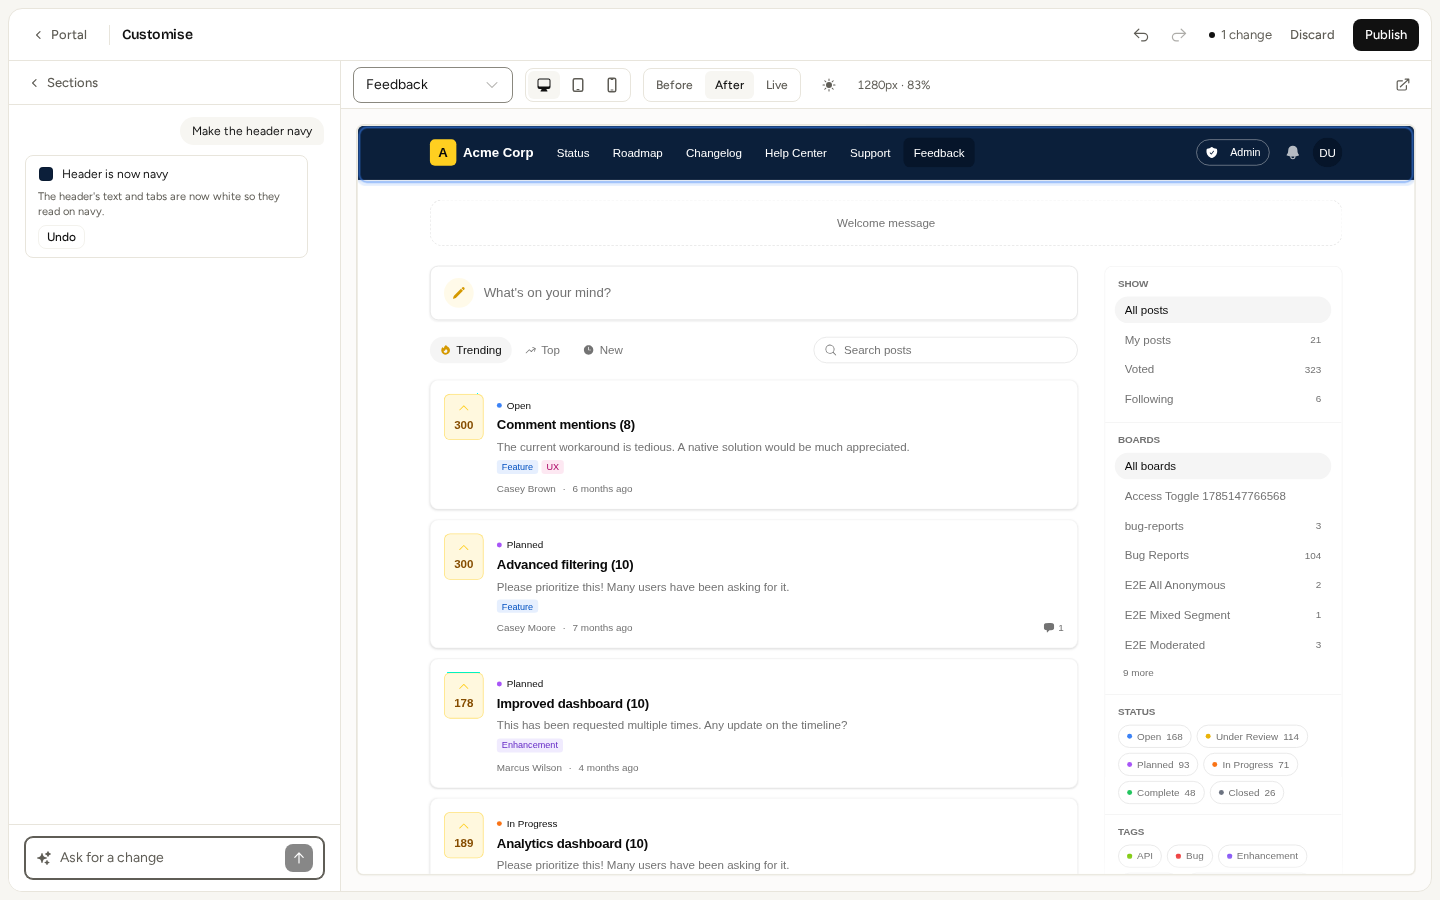 Portal
Customise
1 change
Discard
Publish
Sections
Feedback
Before
After
Live
1280px · 83%
Make the header navy
Header is now navy
The header's text and tabs are now white so they
read on navy.
Undo
Ask for a change
A
Acme Corp
Status
Roadmap
Changelog
Help Center
Support
Feedback
Admin
DU
Welcome message
What's on your mind?
Trending
Top
New
Search posts
300
Open
Comment mentions (8)
The current workaround is tedious. A native solution would be much appreciated.
Feature
UX
Casey Brown · 6 months ago
300
Planned
Advanced filtering (10)
Please prioritize this! Many users have been asking for it.
Feature
Casey Moore · 7 months ago
1
178
Planned
Improved dashboard (10)
This has been requested multiple times. Any update on the timeline?
Enhancement
Marcus Wilson · 4 months ago
189
In Progress
Analytics dashboard (10)
Please prioritize this! Many users have been asking for it.
SHOW
All posts
My posts 21
Voted 323
Following 6
BOARDS
All boards
Access Toggle 1785147766568
bug-reports 3
Bug Reports 104
E2E All Anonymous 2
E2E Mixed Segment 1
E2E Moderated 3
9 more
STATUS
Open 168
Under Review 114
Planned 93
In Progress 71
Complete 48
Closed 26
TAGS
API
Bug
Enhancement